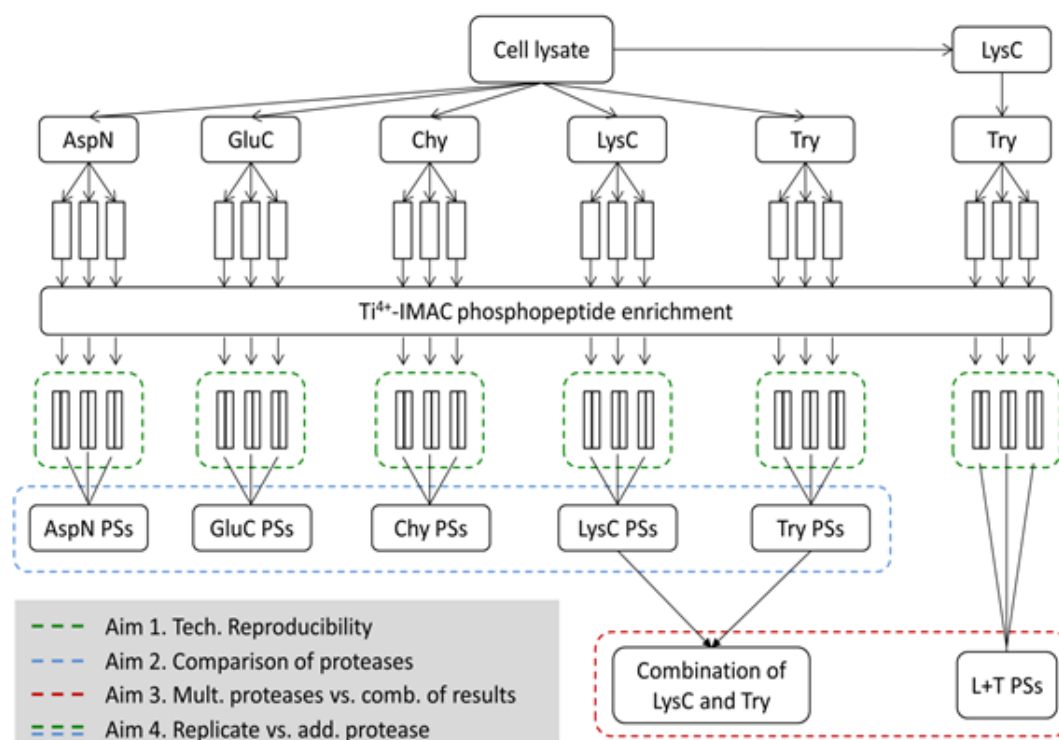 Cell lysate
LysC
AspN
GluC
Chy
LysC
Try
Try
Ti⁴⁺-IMAC phosphopeptide enrichment
AspN PSs
GluC PSs
Chy PSs
LysC PSs
Try PSs
Aim 1. Tech. Reproducibility
Aim 2. Comparison of proteases
Aim 3. Mult. proteases vs. comb. of results
Aim 4. Replicate vs. add. protease
Combination of
LysC and Try
L+T PSs